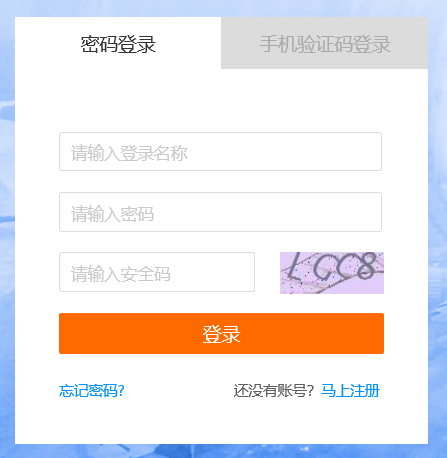 密码登录 手机验证码登录
请输入登录名称
请输入密码
请输入安全码 LCC8
登录
忘记密码? 还没有账号? 马上注册